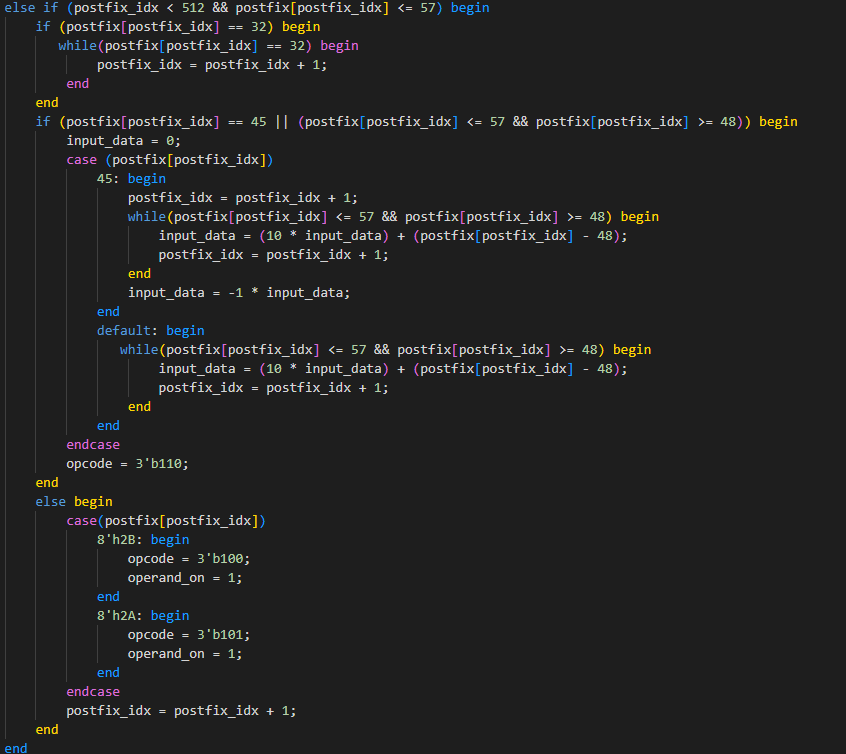 else if (postfix_idx < 512 && postfix[postfix_idx] <= 57) begin
    if (postfix[postfix_idx] == 32) begin
       while(postfix[postfix_idx] == 32) begin
            postfix_idx = postfix_idx + 1;
        end
    end
    if (postfix[postfix_idx] == 45 || (postfix[postfix_idx] <= 57 && postfix[postfix_idx] >= 48)) begin
        input_data = 0;
        case (postfix[postfix_idx])
            45: begin
                postfix_idx = postfix_idx + 1;
                while(postfix[postfix_idx] <= 57 && postfix[postfix_idx] >= 48) begin
                    input_data = (10 * input_data) + (postfix[postfix_idx] - 48);
                    postfix_idx = postfix_idx + 1;
                end
                input_data = -1 * input_data;
            end
            default: begin
               while(postfix[postfix_idx] <= 57 && postfix[postfix_idx] >= 48) begin
                    input_data = (10 * input_data) + (postfix[postfix_idx] - 48);
                    postfix_idx = postfix_idx + 1;
                end
            end
        endcase
        opcode = 3'b110;
    end
    else begin
        case(postfix[postfix_idx])
            8'h2B: begin
                opcode = 3'b100;
                operand_on = 1;
            end
            8'h2A: begin
                opcode = 3'b101;
                operand_on = 1;
            end
        endcase
        postfix_idx = postfix_idx + 1;
    end
end